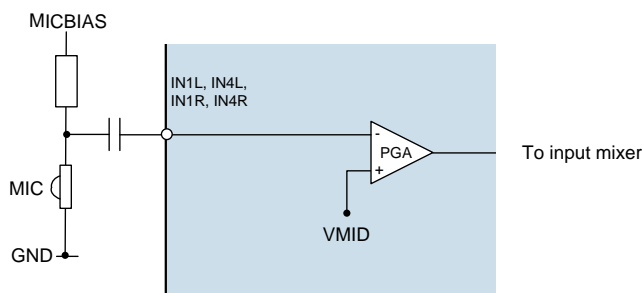 MICBIAS
IN1L, IN4L,
IN1R, IN4R
-
PGA
+
To input mixer
MIC
VMID
GND